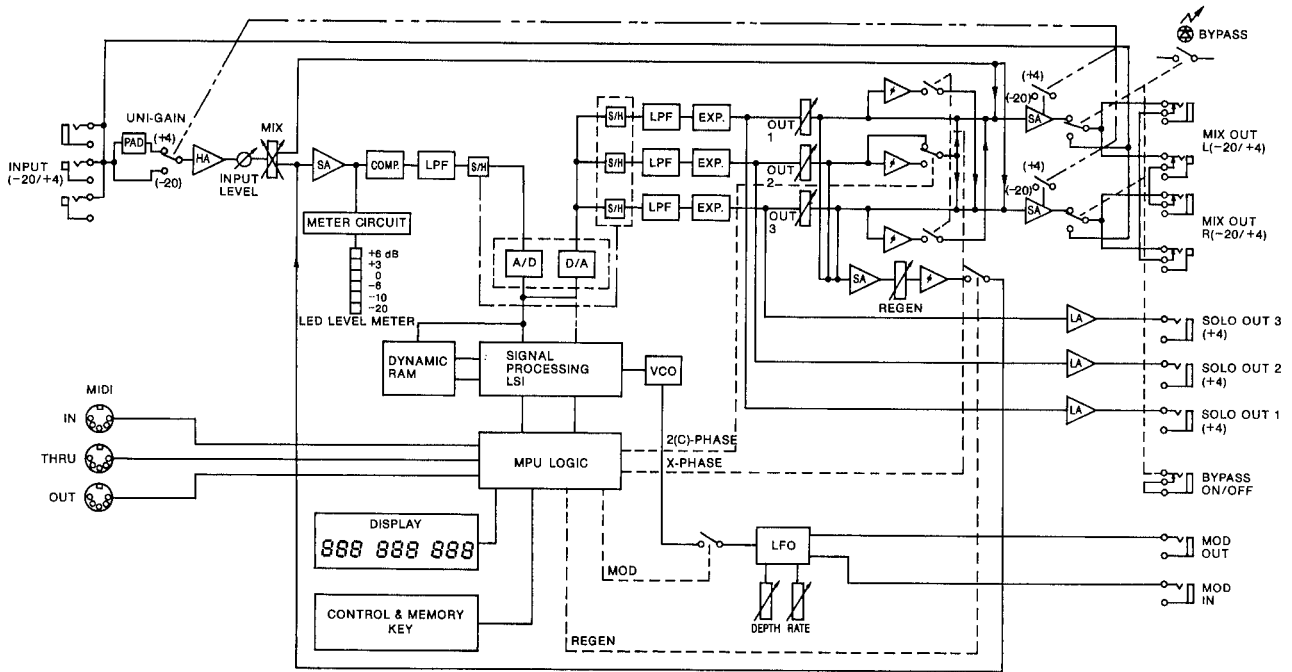 BYPASS
UNI-GAIN
(+4)
PAD
(-20)
INPUT
(-20/+4)
HA
INPUT
LEVEL
MIX
SA
COMP.
LPF
S/H
METER CIRCUIT
+6 dB
+3
0
-6
-10
-20
LED LEVEL METER
A/D
D/A
S/H
LPF
EXP.
S/H
LPF
EXP.
S/H
LPF
EXP.
OUT
1
OUT
2
OUT
3
SA
REGEN
(+4)
(-20)
SA
(+4)
(-20)
SA
MIX OUT
L(-20/+4)
MIX OUT
R(-20/+4)
LA
SOLO OUT 3
(+4)
LA
SOLO OUT 2
(+4)
LA
SOLO OUT 1
(+4)
DYNAMIC
RAM
SIGNAL
PROCESSING
LSI
VCO
MIDI
IN
THRU
OUT
MPU LOGIC
2(C)-PHASE
X-PHASE
BYPASS
ON/OFF
DISPLAY
888 888 888
MOD
LFO
DEPTH
RATE
MOD
OUT
MOD
IN
CONTROL & MEMORY
KEY
REGEN